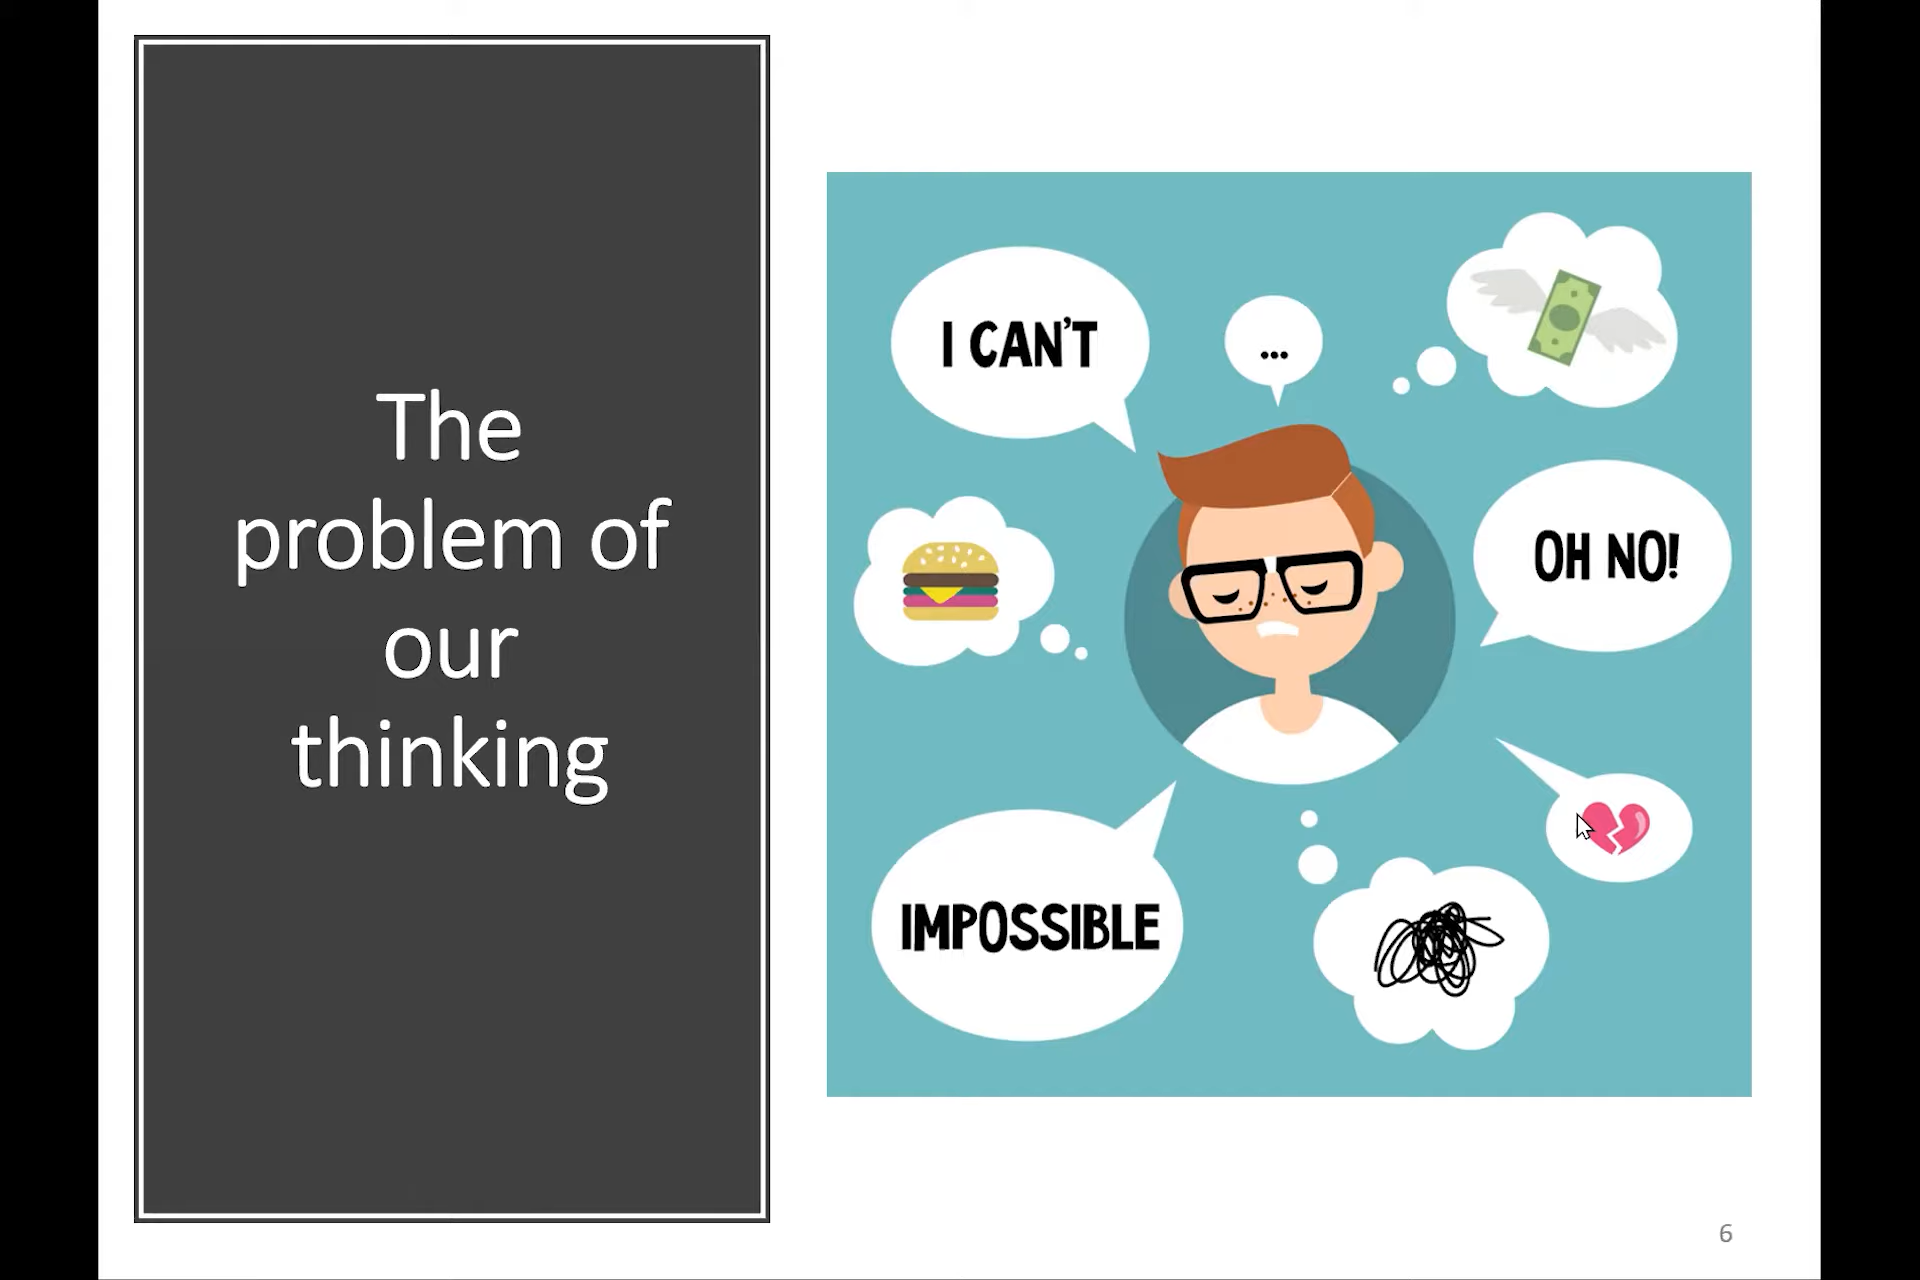 The
problem of
our
thinking
I CAN'T
...
OH NO!
IMPOSSIBLE
6